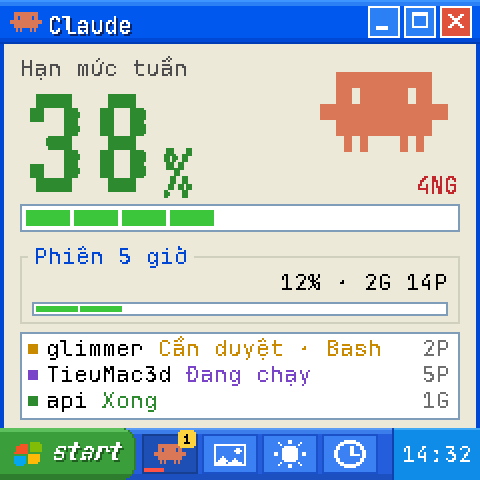 Claude
Hạn mức tuần
38%
4NG
Phiên 5 giờ
12% · 2G 14P
glimmer Cần duyệt · Bash 2P
TieuMac3d Đang chạy 5P
api Xong 1G
start 1 14:32